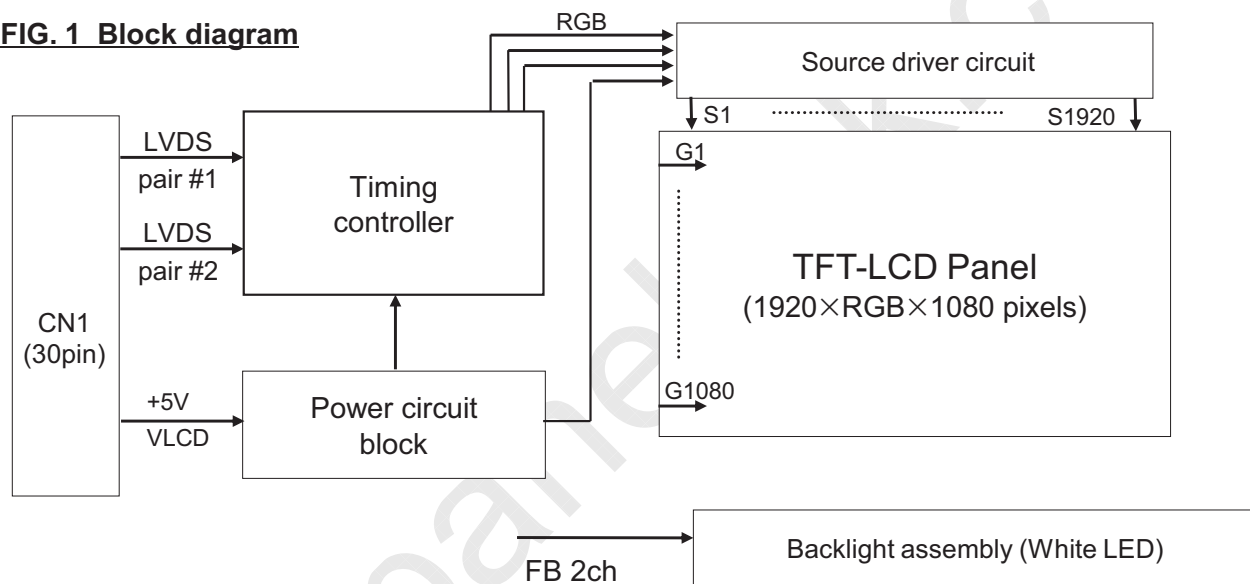 FIG. 1 Block diagram
RGB
Source driver circuit
S1
S1920
CN1
(30pin)
LVDS
pair #1
LVDS
pair #2
Timing
controller
G1
TFT-LCD Panel
(1920×RGB×1080 pixels)
G1080
+5V
VLCD
Power circuit
block
FB 2ch
Backlight assembly (White LED)